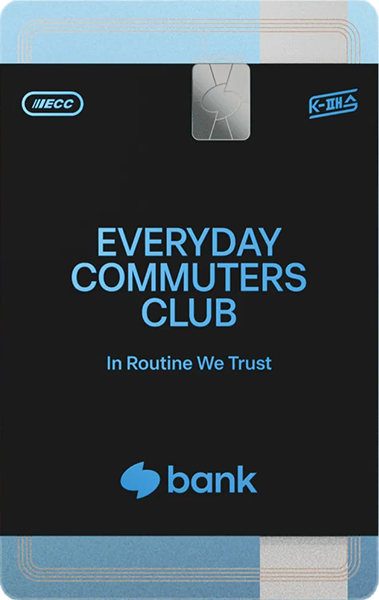 ECC
K-패스
EVERYDAY
COMMUTERS
CLUB
In Routine We Trust
bank